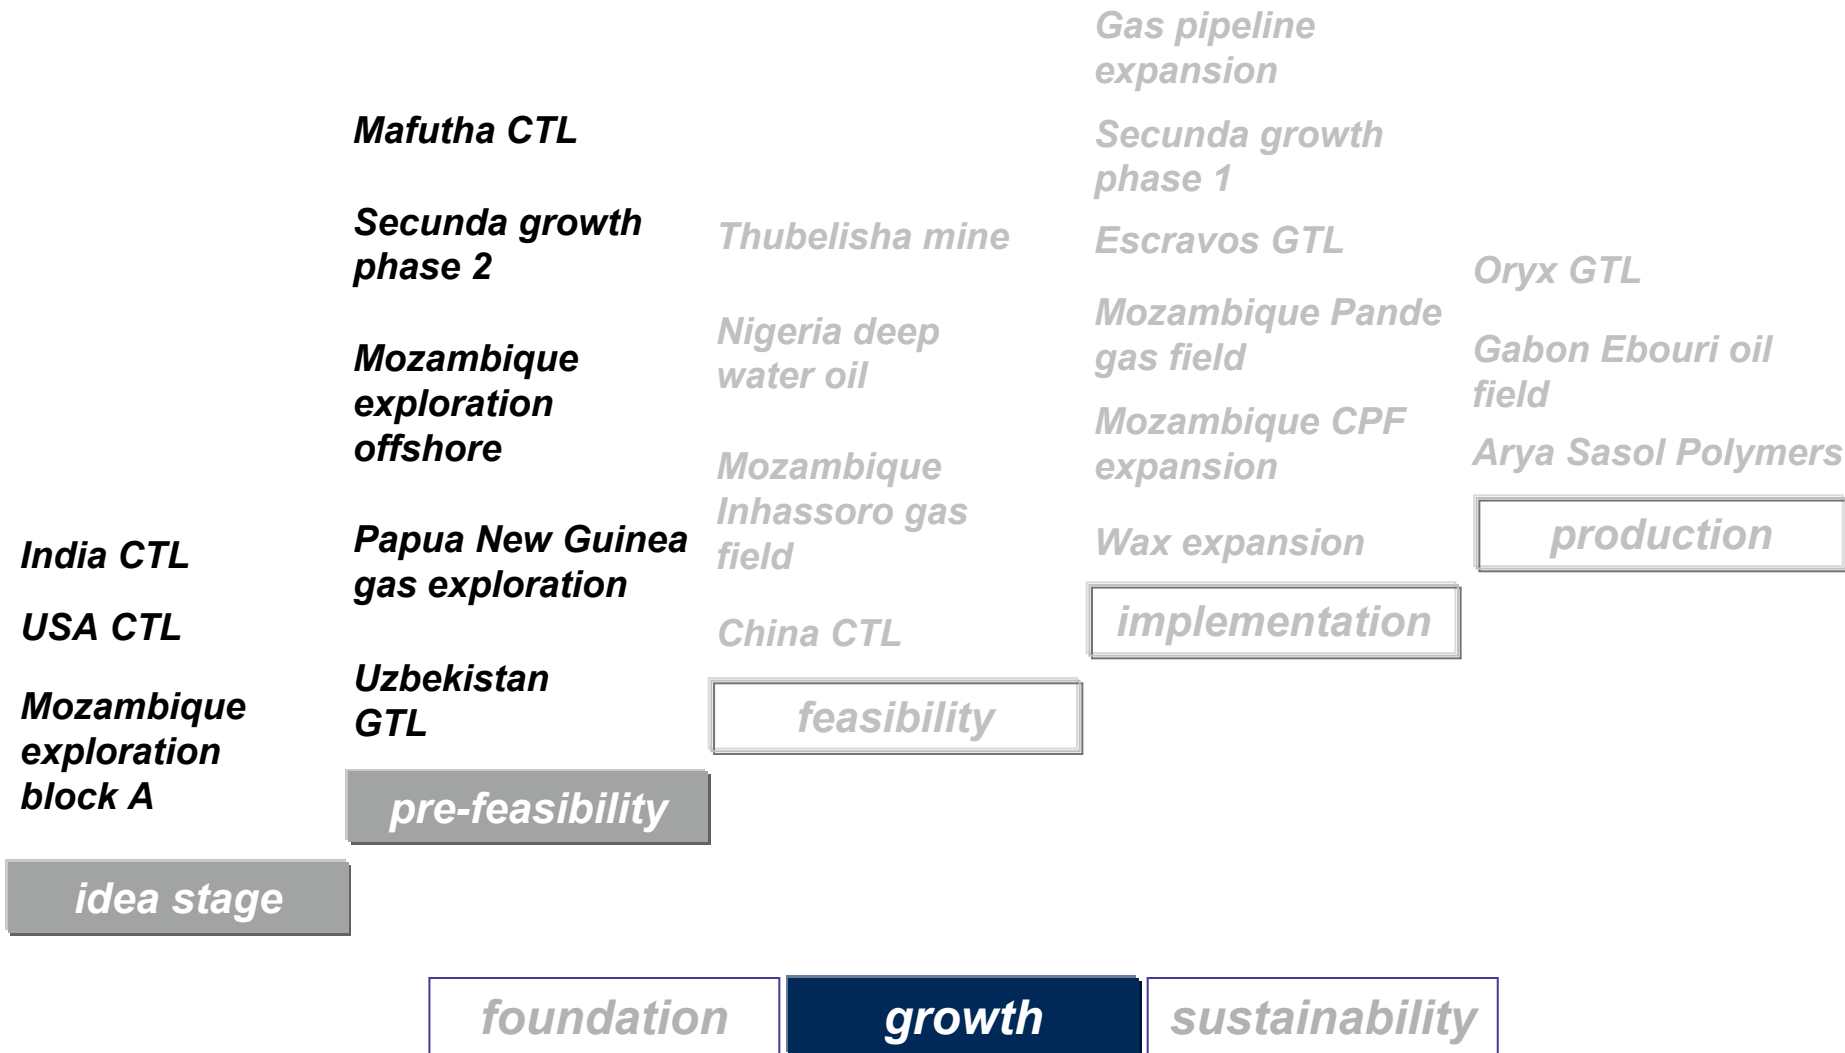 India CTL
USA CTL
Mozambique
exploration
block A
idea stage
Mafutha CTL
Secunda growth
phase 2
Mozambique
exploration
offshore
Papua New Guinea
gas exploration
Uzbekistan
GTL
pre-feasibility
Thubelisha mine
Nigeria deep
water oil
Mozambique
Inhassoro gas
field
China CTL
feasibility
Gas pipeline
expansion
Secunda growth
phase 1
Escravos GTL
Mozambique Pande
gas field
Mozambique CPF
expansion
Wax expansion
implementation
Oryx GTL
Gabon Ebouri oil
field
Arya Sasol Polymers
production
foundation
growth
sustainability